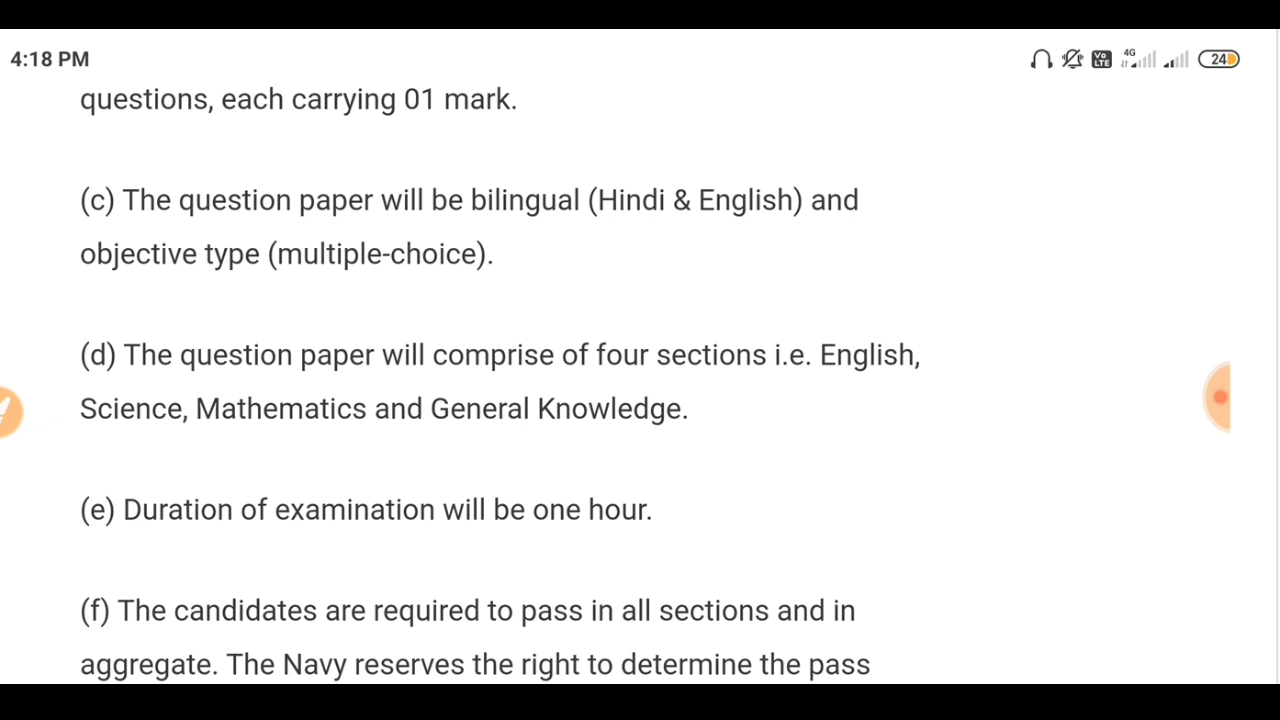 4:18 PM
Vo LTE 4G 24
questions, each carrying 01 mark.
(c) The question paper will be bilingual (Hindi & English) and
objective type (multiple-choice).
(d) The question paper will comprise of four sections i.e. English,
Science, Mathematics and General Knowledge.
(e) Duration of examination will be one hour.
(f) The candidates are required to pass in all sections and in
aggregate. The Navy reserves the right to determine the pass